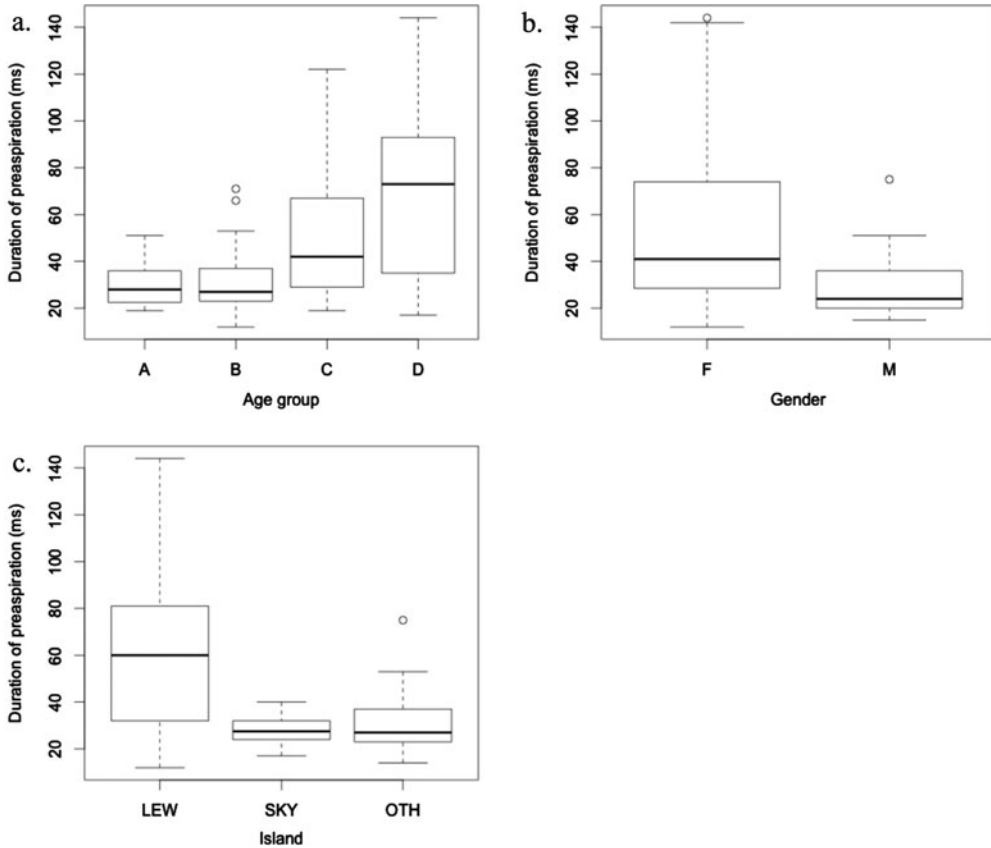 a.
Duration of preaspiration (ms)
140
120
100
80
60
40
20
A B C D
Age group
b.
Duration of preaspiration (ms)
140
120
100
80
60
40
20
F M
Gender
c.
Duration of preaspiration (ms)
140
120
100
80
60
40
20
LEW SKY OTH
Island